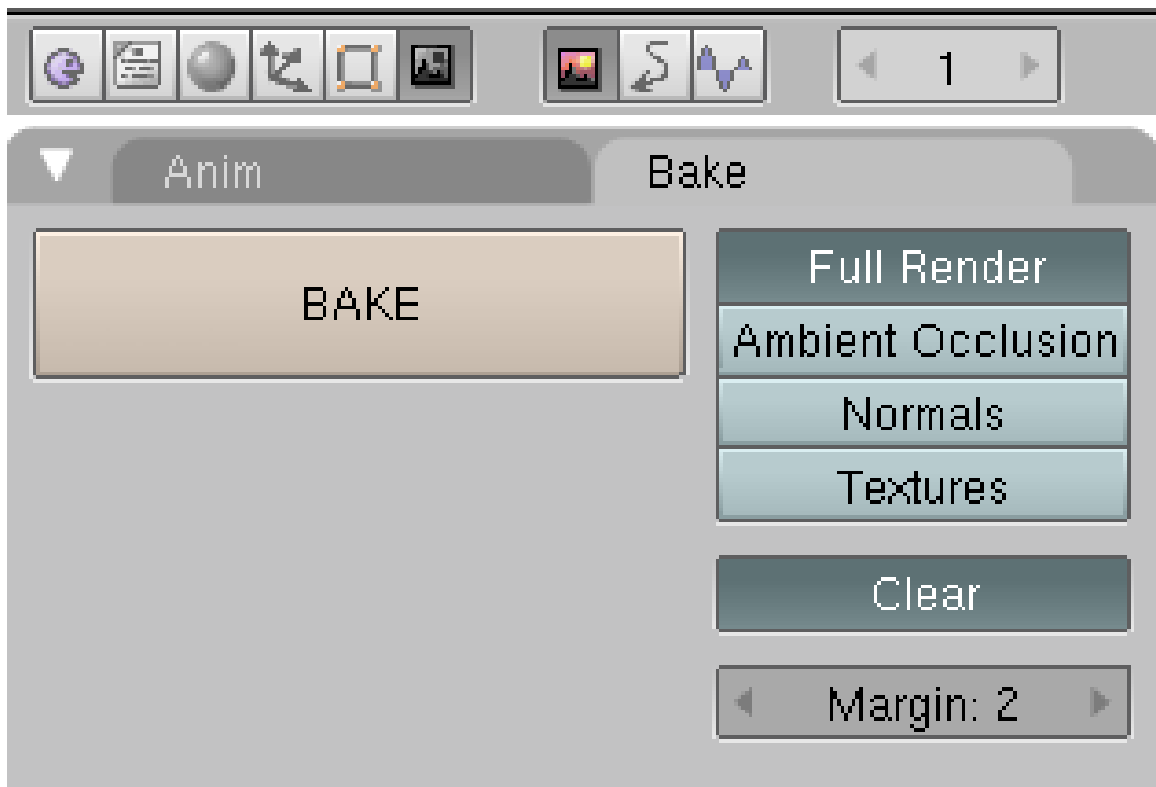 1
Anim
Bake
BAKE
Full Render
Ambient Occlusion
Normals
Textures
Clear
Margin: 2